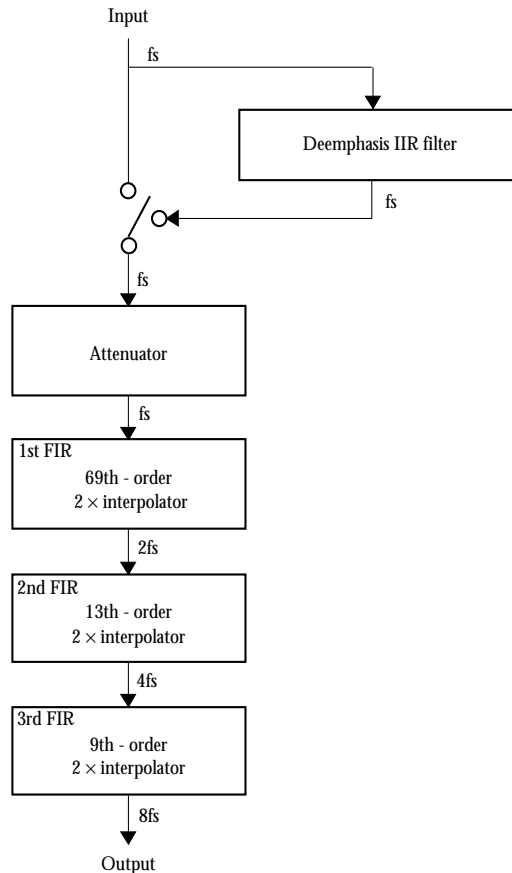 Input
fs
Deemphasis IIR filter
fs
fs
Attenuator
fs
1st FIR
69th - order
2 × interpolator
2fs
2nd FIR
13th - order
2 × interpolator
4fs
3rd FIR
9th - order
2 × interpolator
8fs
Output